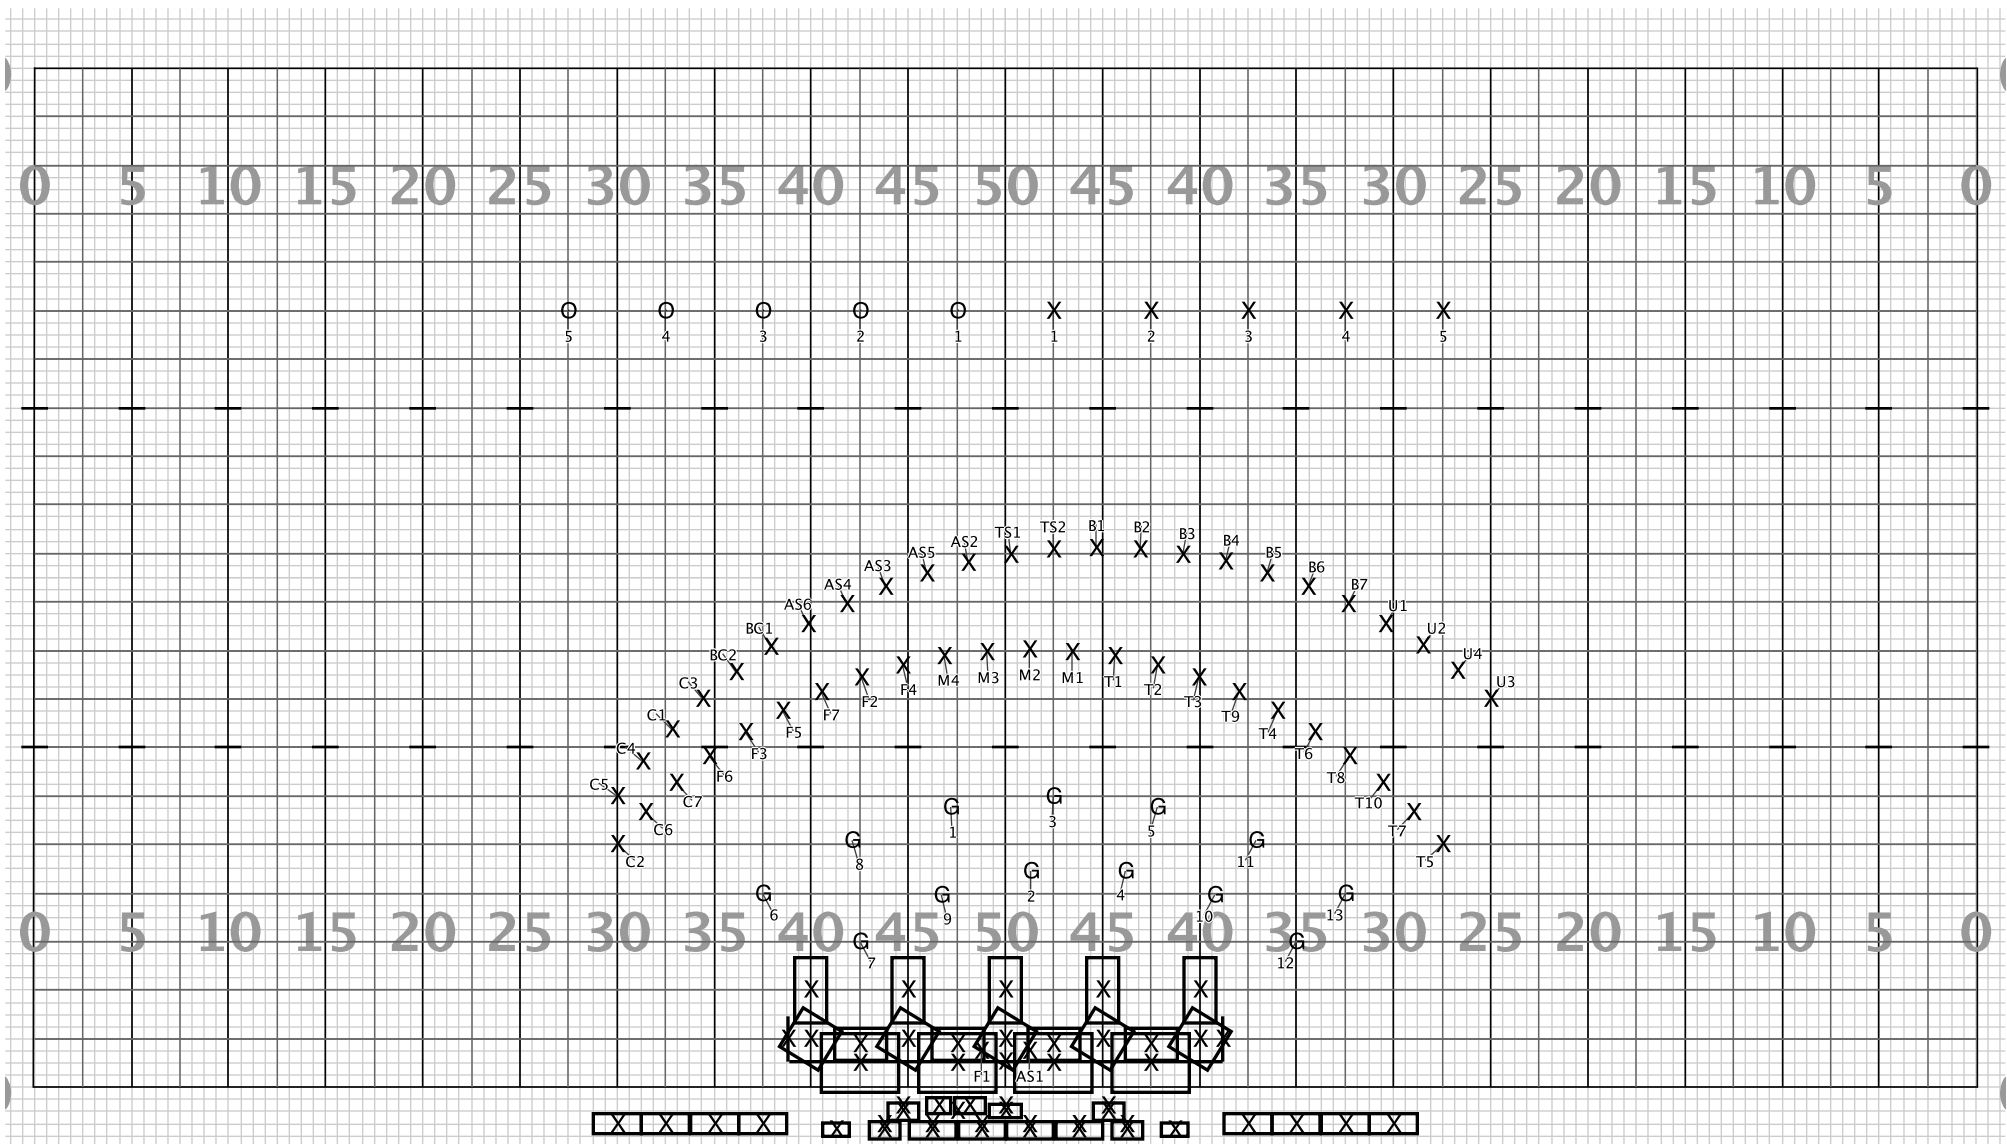 0 5 10 15 20 25 30 35 40 45 50 45 40 35 30 25 20 15 10 5 0
O O O O O X X X X X
5 4 3 2 1 1 2 3 4 5
TS1 TS2 B1 B2 B3 B4
AS2 AS5 AS3 AS4 AS6
X X X X X X X X X X X X X X X X X
B5 B6 B7 U1 U2 U4 U3
BC1 BC2 C3 C1 C4 C5
X X X X X X X X X X X X X X X X X
F4 M4 M3 M2 M1 T1 T2 T3 T9 T4 T6 T8 T10 T7 T5
F2 F7 F5 F3 F6 C7 C6 C2
G G G G G G G
6 8 1 3 5 11 13
G G G G G G
7 9 2 4 10 12
0 5 10 15 20 25 30 35 40 45 50 45 40 35 30 25 20 15 10 5 0
X X X X X
X X X X X X X X X X X
F1 AS1
X X X X X X X X X X X X X X X X